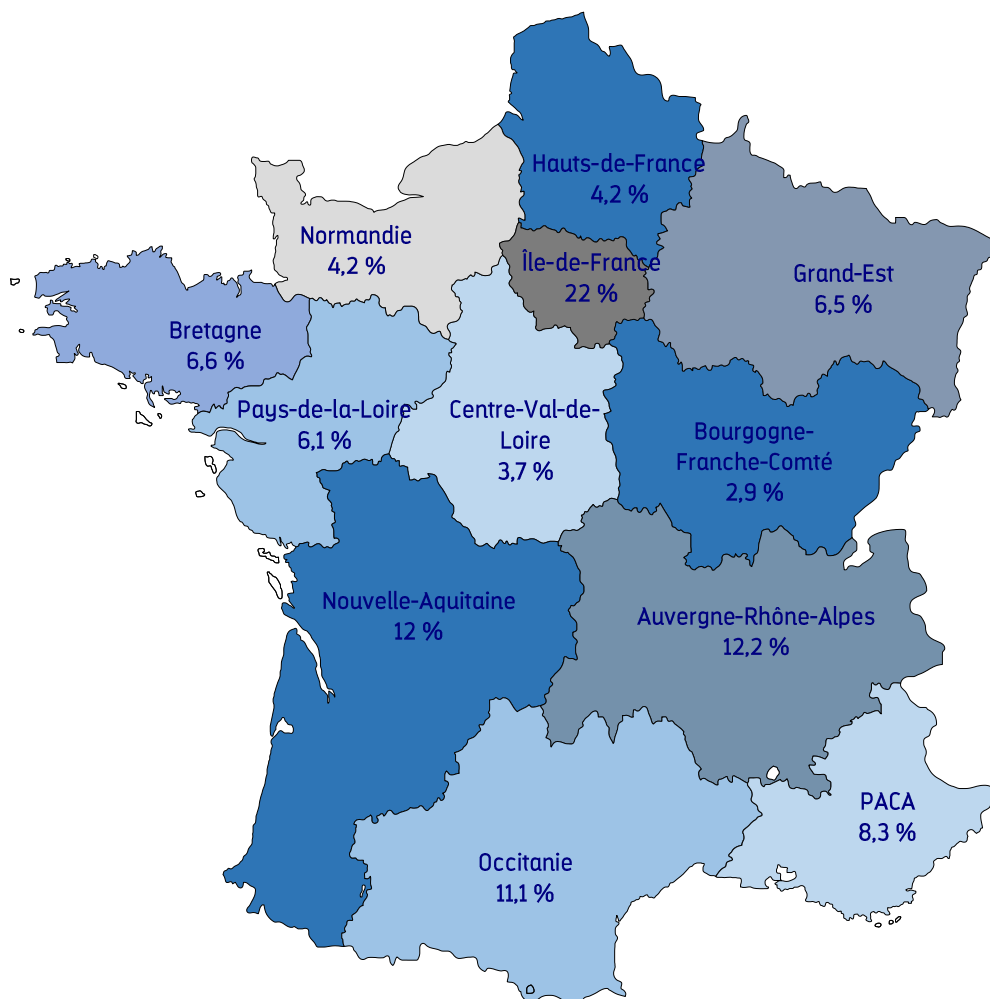 Hauts-de-France
4,2 %
Normandie
4,2 %
Île-de-France
22 %
Grand-Est
6,5 %
Bretagne
6,6 %
Pays-de-la-Loire
6,1 %
Centre-Val-de-
Loire
3,7 %
Bourgogne-
Franche-Comté
2,9 %
Nouvelle-Aquitaine
12 %
Auvergne-Rhône-Alpes
12,2 %
PACA
8,3 %
Occitanie
11,1 %